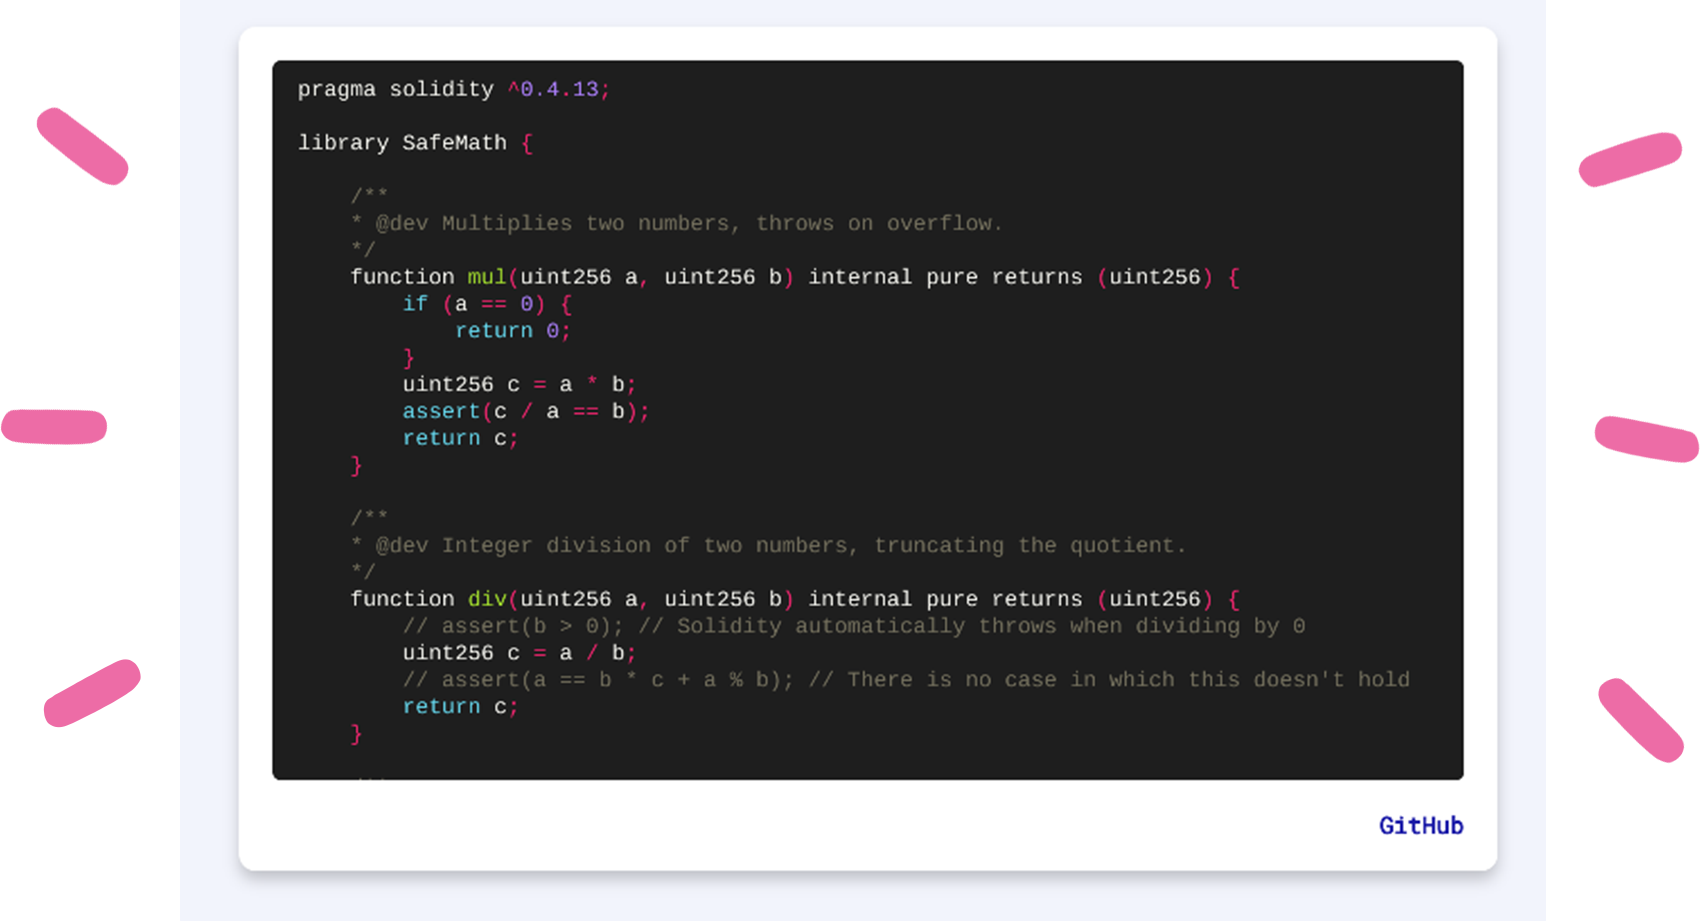 pragma solidity ^0.4.13;
library SafeMath {
/**
* @dev Multiplies two numbers, throws on overflow.
*/
function mul(uint256 a, uint256 b) internal pure returns (uint256) {
if (a == 0) {
return 0;
}
uint256 c = a * b;
assert(c / a == b);
return c;
}
/**
* @dev Integer division of two numbers, truncating the quotient.
*/
function div(uint256 a, uint256 b) internal pure returns (uint256) {
// assert(b > 0); // Solidity automatically throws when dividing by 0
uint256 c = a / b;
// assert(a == b * c + a % b); // There is no case in which this doesn't hold
return c;
}
GitHub